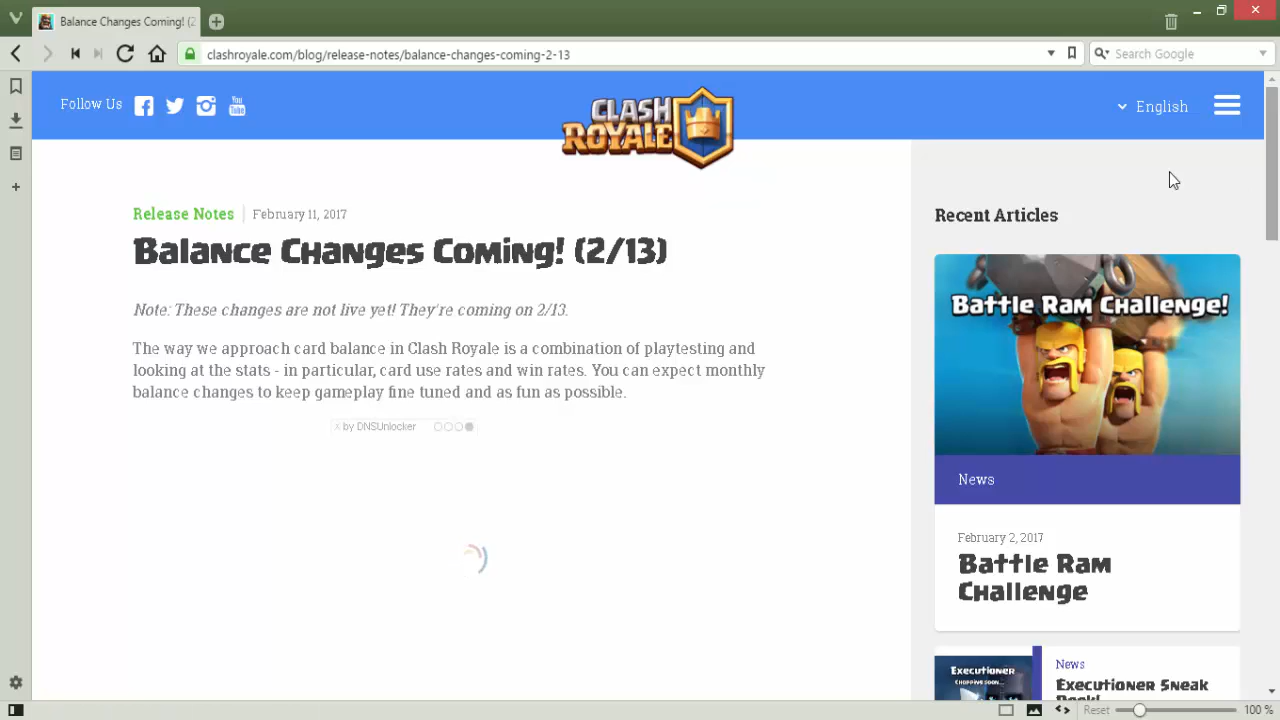 Balance Changes Coming! (2
clashroyale.com/blog/release-notes/balance-changes-coming-2-13
Search Google
Follow Us
You
Tube
CLASH
ROYALE
English
Release Notes
February 11, 2017
Balance Changes Coming! (2/13)
Note: These changes are not live yet! They're coming on 2/13.
The way we approach card balance in Clash Royale is a combination of playtesting and
looking at the stats - in particular, card use rates and win rates. You can expect monthly
balance changes to keep gameplay fine tuned and as fun as possible.
X by DNSUnlocker
Recent Articles
Battle Ram Challenge!
News
February 2, 2017
Battle Ram
Challenge
Executioner
CHOPPING SOON...
News
Executioner Sneak
Reset
100 %